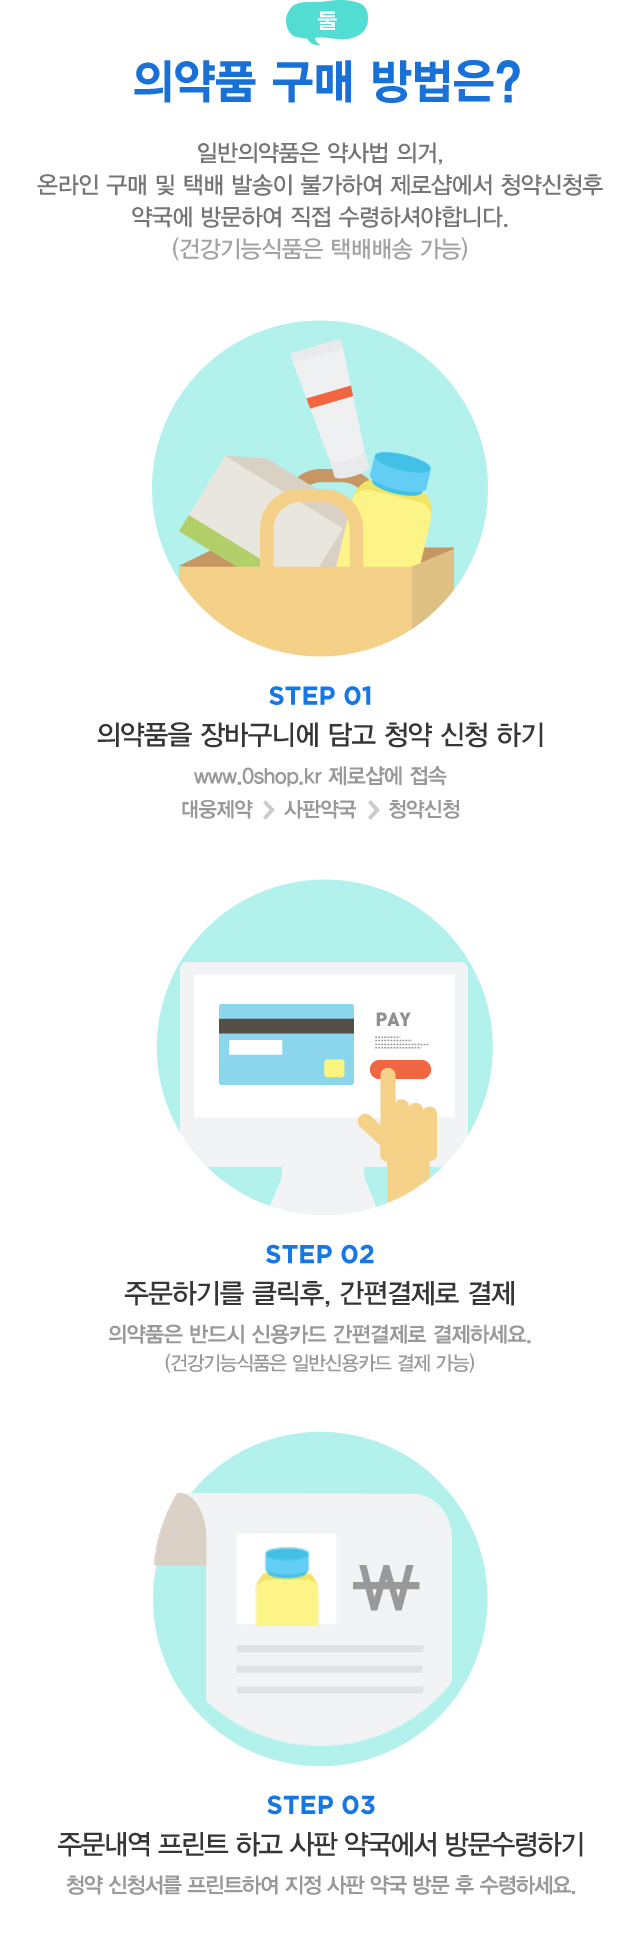 둘
의약품 구매 방법은?
일반의약품은 약사법 의거,
온라인 구매 및 택배 발송이 불가하여 제로샵에서 청약신청후
약국에 방문하여 직접 수령하셔야합니다.
(건강기능식품은 택배배송 가능)
STEP 01
의약품을 장바구니에 담고 청약 신청 하기
www.0shop.kr 제로샵에 접속
대웅제약 > 사판약국 > 청약신청
PAY
STEP 02
주문하기를 클릭후, 간편결제로 결제
의약품은 반드시 신용카드 간편결제로 결제하세요.
(건강기능식품은 일반신용카드 결제 가능)
₩
STEP 03
주문내역 프린트 하고 사판 약국에서 방문수령하기
청약 신청서를 프린트하여 지정 사판 약국 방문 후 수령하세요.